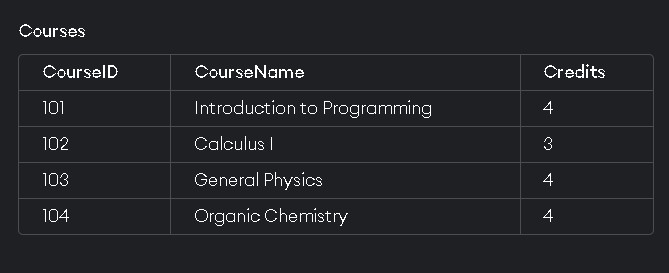 Courses
CourseID CourseName Credits
101 Introduction to Programming 4
102 Calculus I 3
103 General Physics 4
104 Organic Chemistry 4